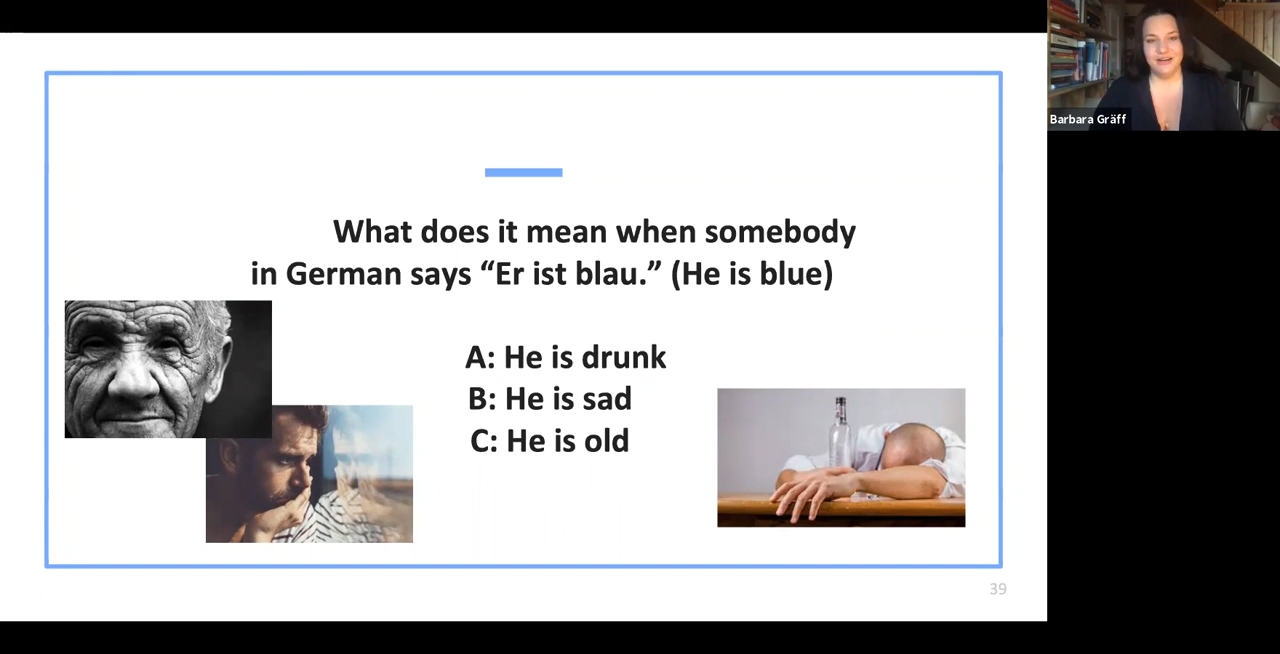 What does it mean when somebody
in German says “Er ist blau.” (He is blue)
A: He is drunk
B: He is sad
C: He is old
39
Barbara Gräff